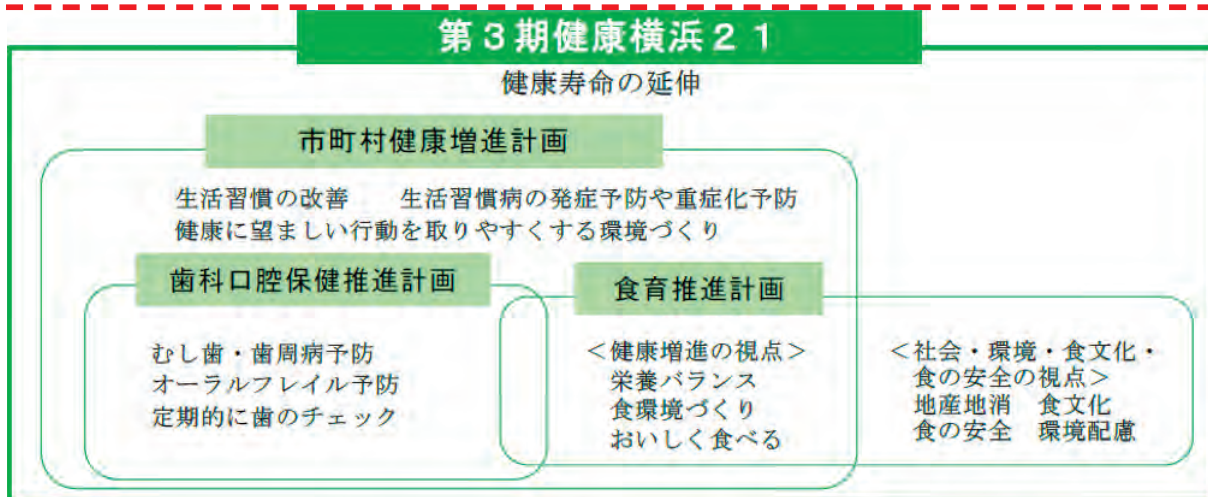 第３期健康横浜２１
健康寿命の延伸
市町村健康増進計画
生活習慣の改善　　生活習慣病の発症予防や重症化予防
健康に望ましい行動を取りやすくする環境づくり
歯科口腔保健推進計画
むし歯・歯周病予防
オーラルフレイル予防
定期的に歯のチェック
食育推進計画
＜健康増進の視点＞
栄養バランス
食環境づくり
おいしく食べる
＜社会・環境・食文化・
食の安全の視点＞
地産地消　食文化
食の安全　環境配慮